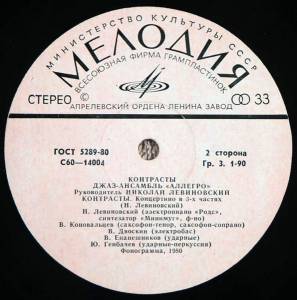 МИНИСТЕРСТВО КУЛЬТУРЫ СССР
МЕЛОДИЯ
ВСЕСОЮЗНАЯ ФИРМА ГРАМПЛАСТИНОК
СТЕРЕО
33
АПРЕЛЕВСКИЙ ОРДЕНА ЛЕНИНА ЗАВОД
ГОСТ 5289-80
2 сторона
С60—14004
Гр. 3. 1-90
КОНТРАСТЫ
ДЖАЗ-АНСАМБЛЬ «АЛЛЕГРО»
Руководитель НИКОЛАЙ ЛЕВИНОВСКИЙ
КОНТРАСТЫ. Концертино в 3-х частях
(Н. Левиновский)
Н. Левиновский (электропиано «Родс»,
синтезатор «Минимуг», ф-но)
В. Коновальцев (саксофон-тенор, саксофон-сопрано)
В. Двоскин (электробас)
В. Епанешников (ударные)
Ю. Генбачев (ударные-перкуссия)
Фонограмма, 1980